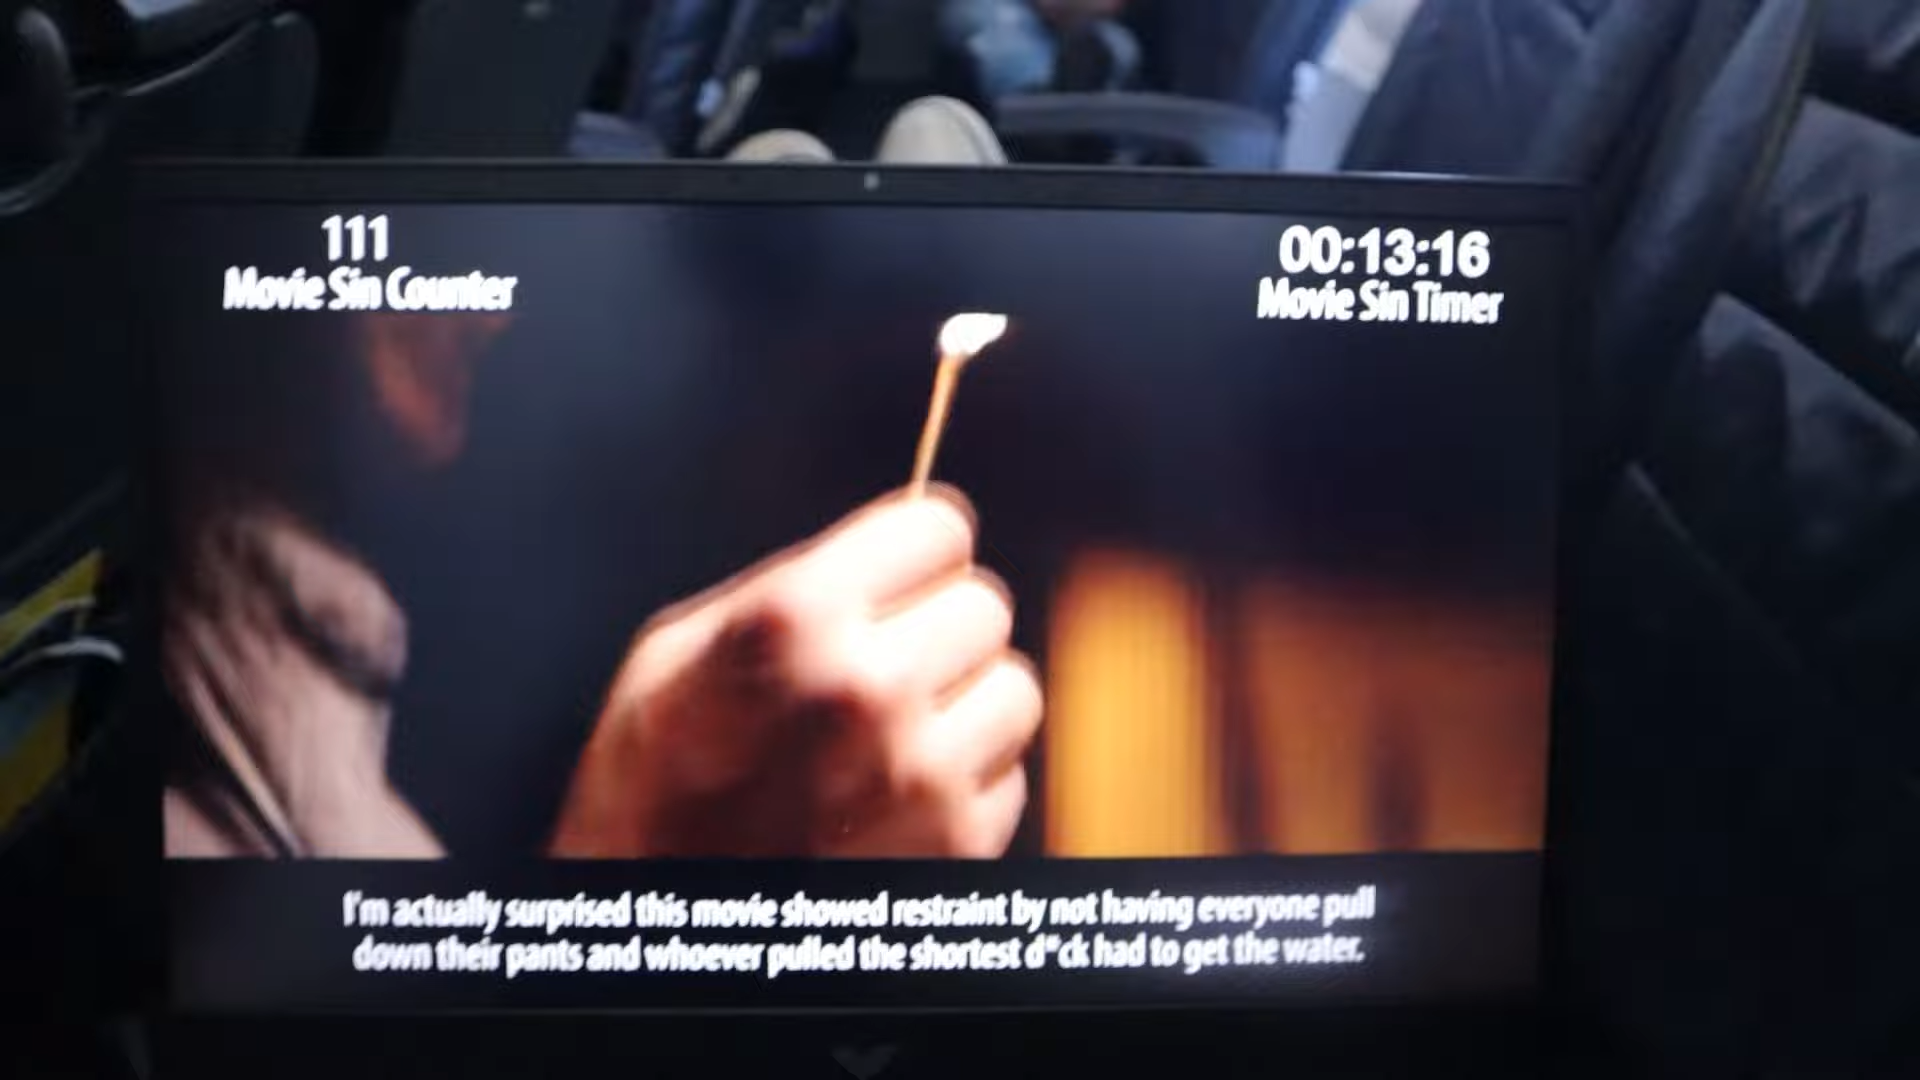 111
Movie Sin Counter
00:13:16
Movie Sin Timer
I'm actually surprised this movie showed restraint by not having everyone pull
down their pants and whoever pulled the shortest d*ck had to get the water.